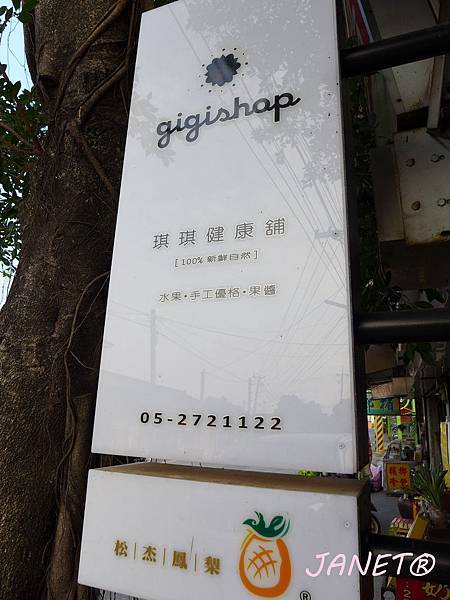 gigishop
琪琪健康舖
[100% 新鮮自然]
水果・手工優格・果醬
05-2721122
松杰鳳梨
®
JANET®